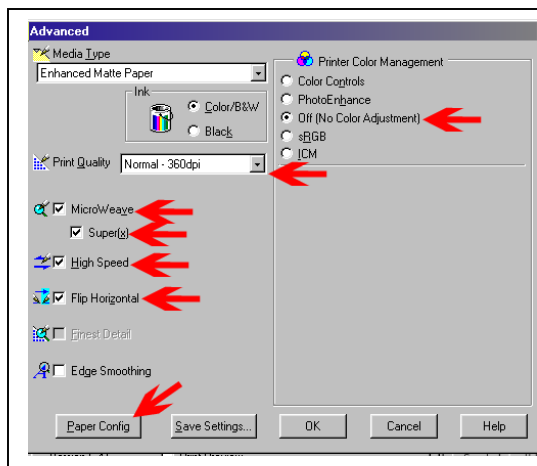 Advanced
Media Type
Enhanced Matte Paper
Ink
Color/B&W
Black
Print Quality
Normal - 360dpi
MicroWeave
Super(x)
High Speed
Flip Horizontal
Finest Detail
Edge Smoothing
Printer Color Management
Color Controls
PhotoEnhance
Off (No Color Adjustment)
sRGB
ICM
Paper Config
Save Settings...
OK
Cancel
Help